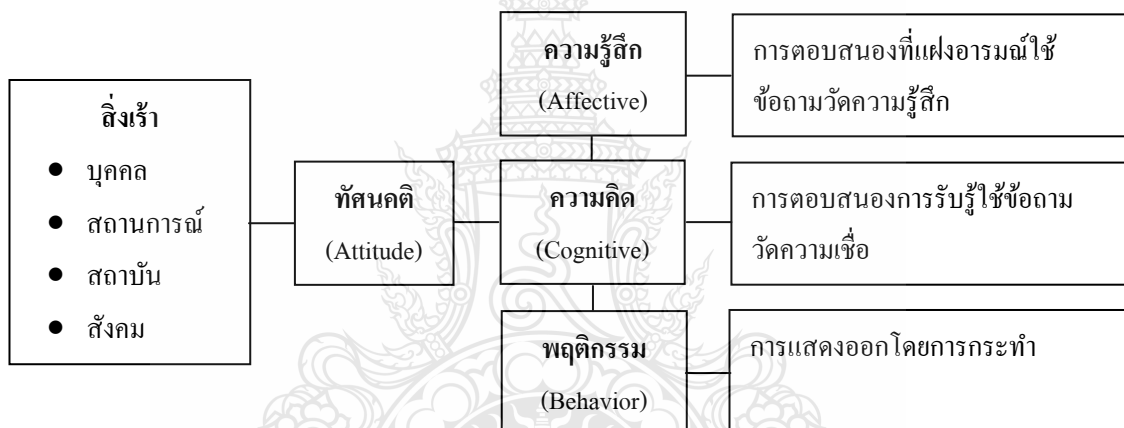 สิ่งเร้า
● บุคคล
● สถานการณ์
● สถาบัน
● สังคม
ทัศนคติ
(Attitude)
ความรู้สึก
(Affective)
การตอบสนองที่แฝงอารมณ์ใช้
ข้อถามวัดความรู้สึก
ความคิด
(Cognitive)
การตอบสนองการรับรู้ใช้ข้อถาม
วัดความเชื่อ
พฤติกรรม
(Behavior)
การแสดงออกโดยการกระทำ